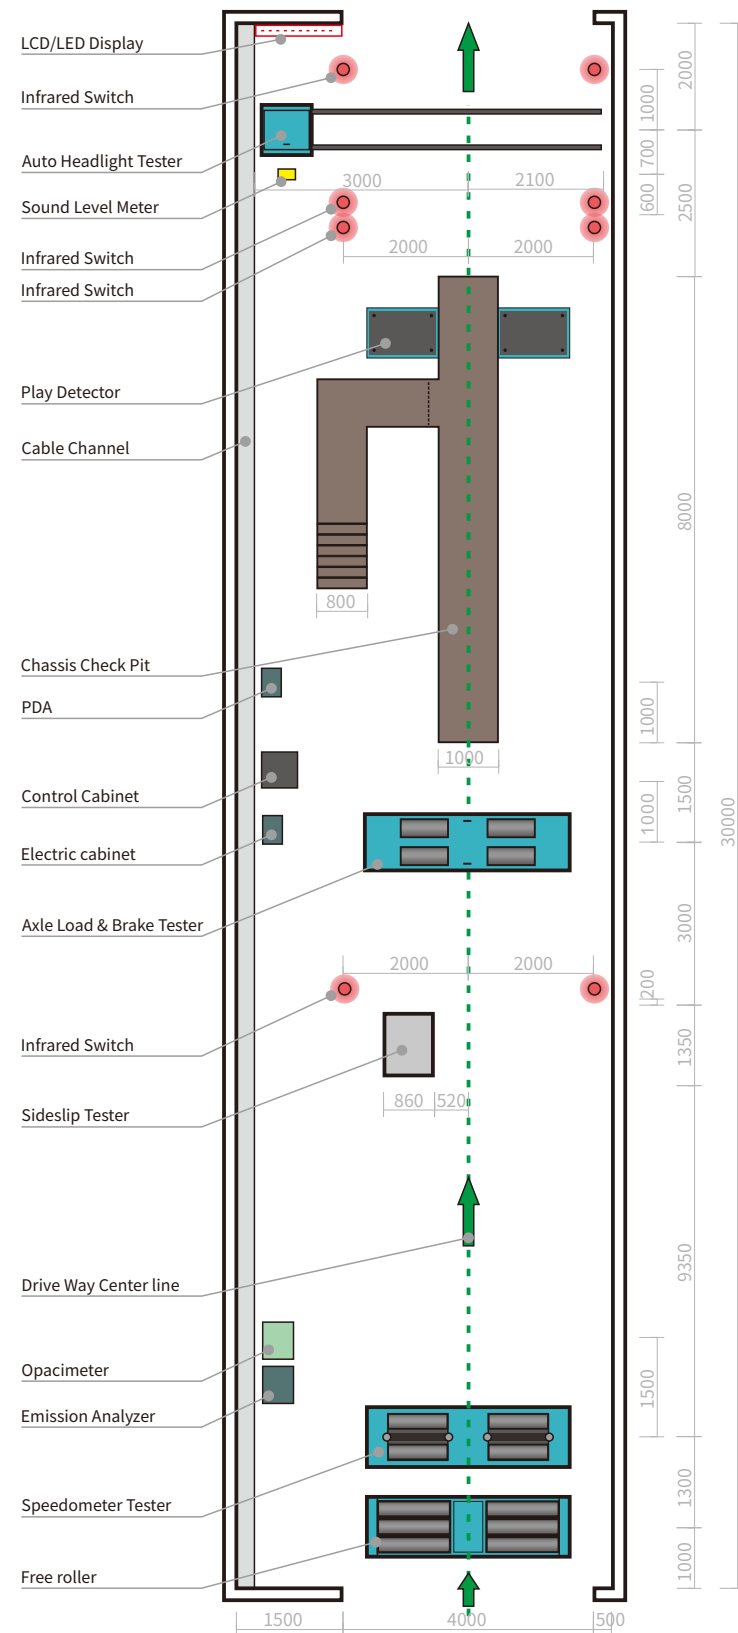 LCD/LED Display
2000
Infrared Switch
1000
Auto Headlight Tester
700
3000
2100
600
2500
Sound Level Meter
2000
2000
Infrared Switch
Infrared Switch
Play Detector
Cable Channel
8000
800
Chassis Check Pit
PDA
1000
1000
Control Cabinet
1500
1000
30000
Electric cabinet
Axle Load & Brake Tester
3000
2000
2000
200
Infrared Switch
1350
860
520
Sideslip Tester
Drive Way Center line
9350
Opacimeter
1500
Emission Analyzer
Speedometer Tester
1300
Free roller
1000
1500
4000
500